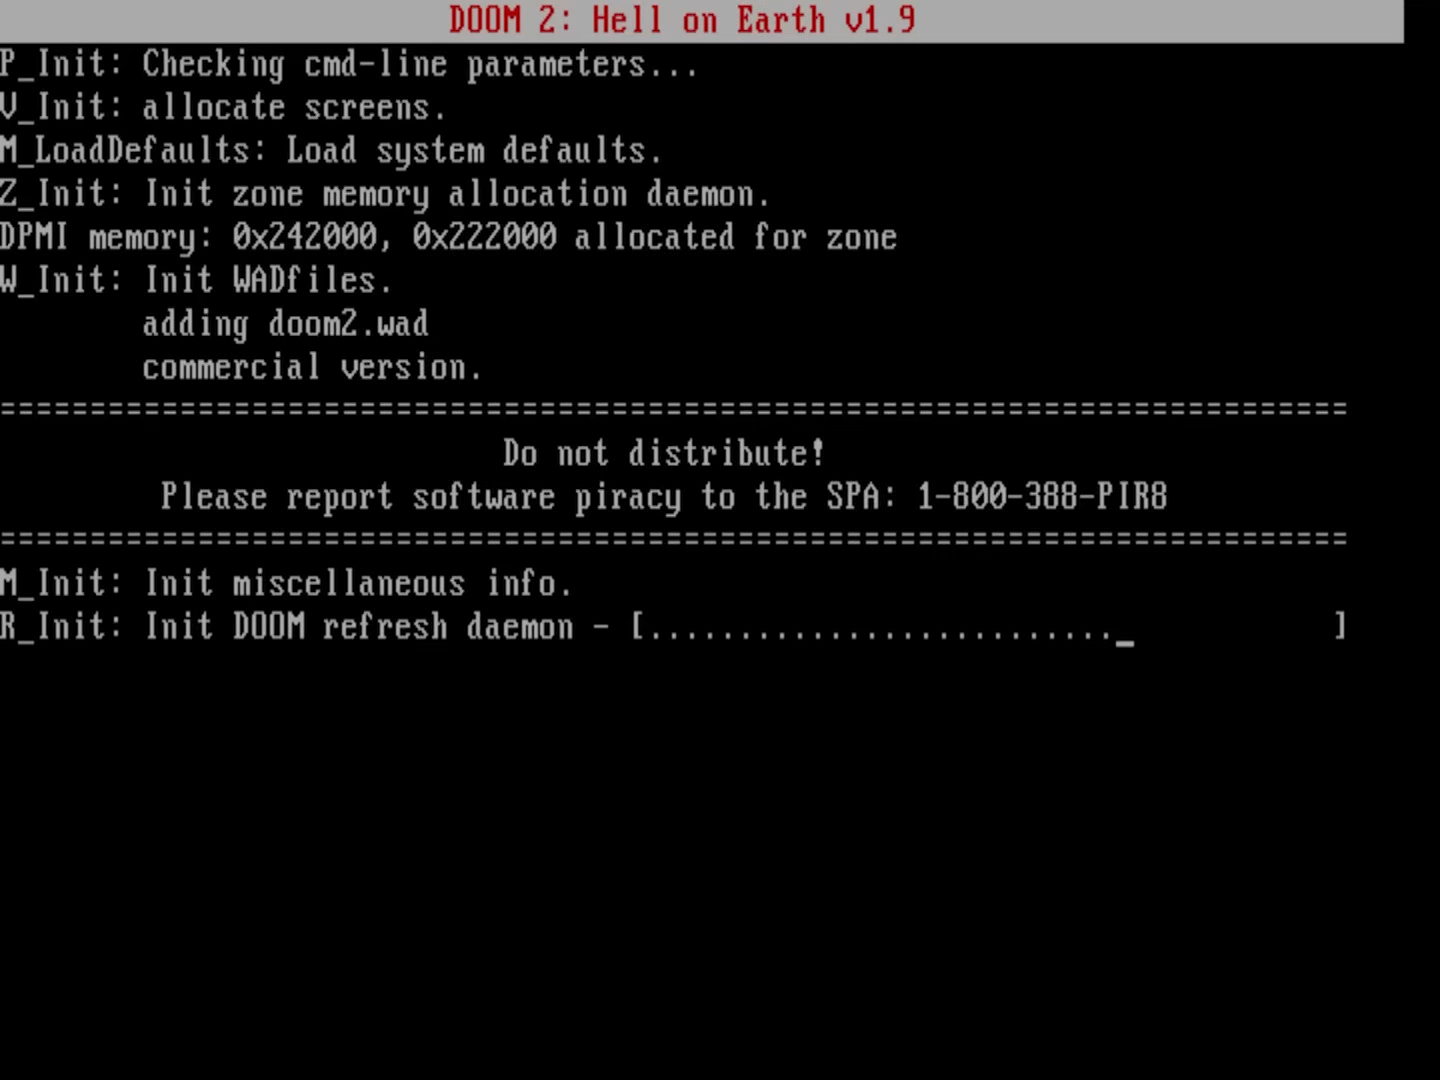 DOOM 2: Hell on Earth v1.9
P_Init: Checking cmd-line parameters...
V_Init: allocate screens.
M_LoadDefaults: Load system defaults.
Z_Init: Init zone memory allocation daemon.
DPMI memory: 0x242000, 0x222000 allocated for zone
W_Init: Init WADfiles.
adding doom2.wad
commercial version.
===========================================================================
Do not distribute!
Please report software piracy to the SPA: 1-800-388-PIR8
===========================================================================
M_Init: Init miscellaneous info.
R_Init: Init DOOM refresh daemon - [.........................._           ]